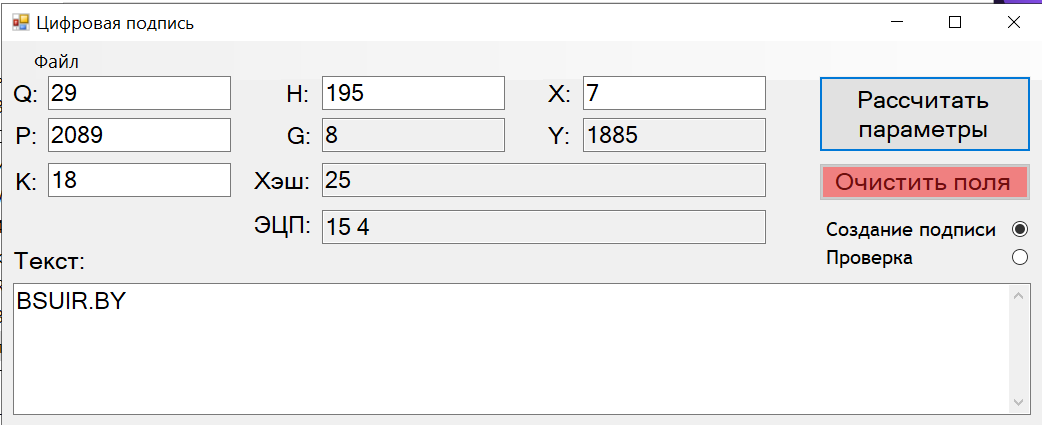 Цифровая подпись
Файл
Q: 29 H: 195 X: 7
P: 2089 G: 8 Y: 1885
K: 18 Хэш: 25
ЭЦП: 15 4
Рассчитать
параметры
Очистить поля
Создание подписи
Проверка
Текст:
BSUIR.BY